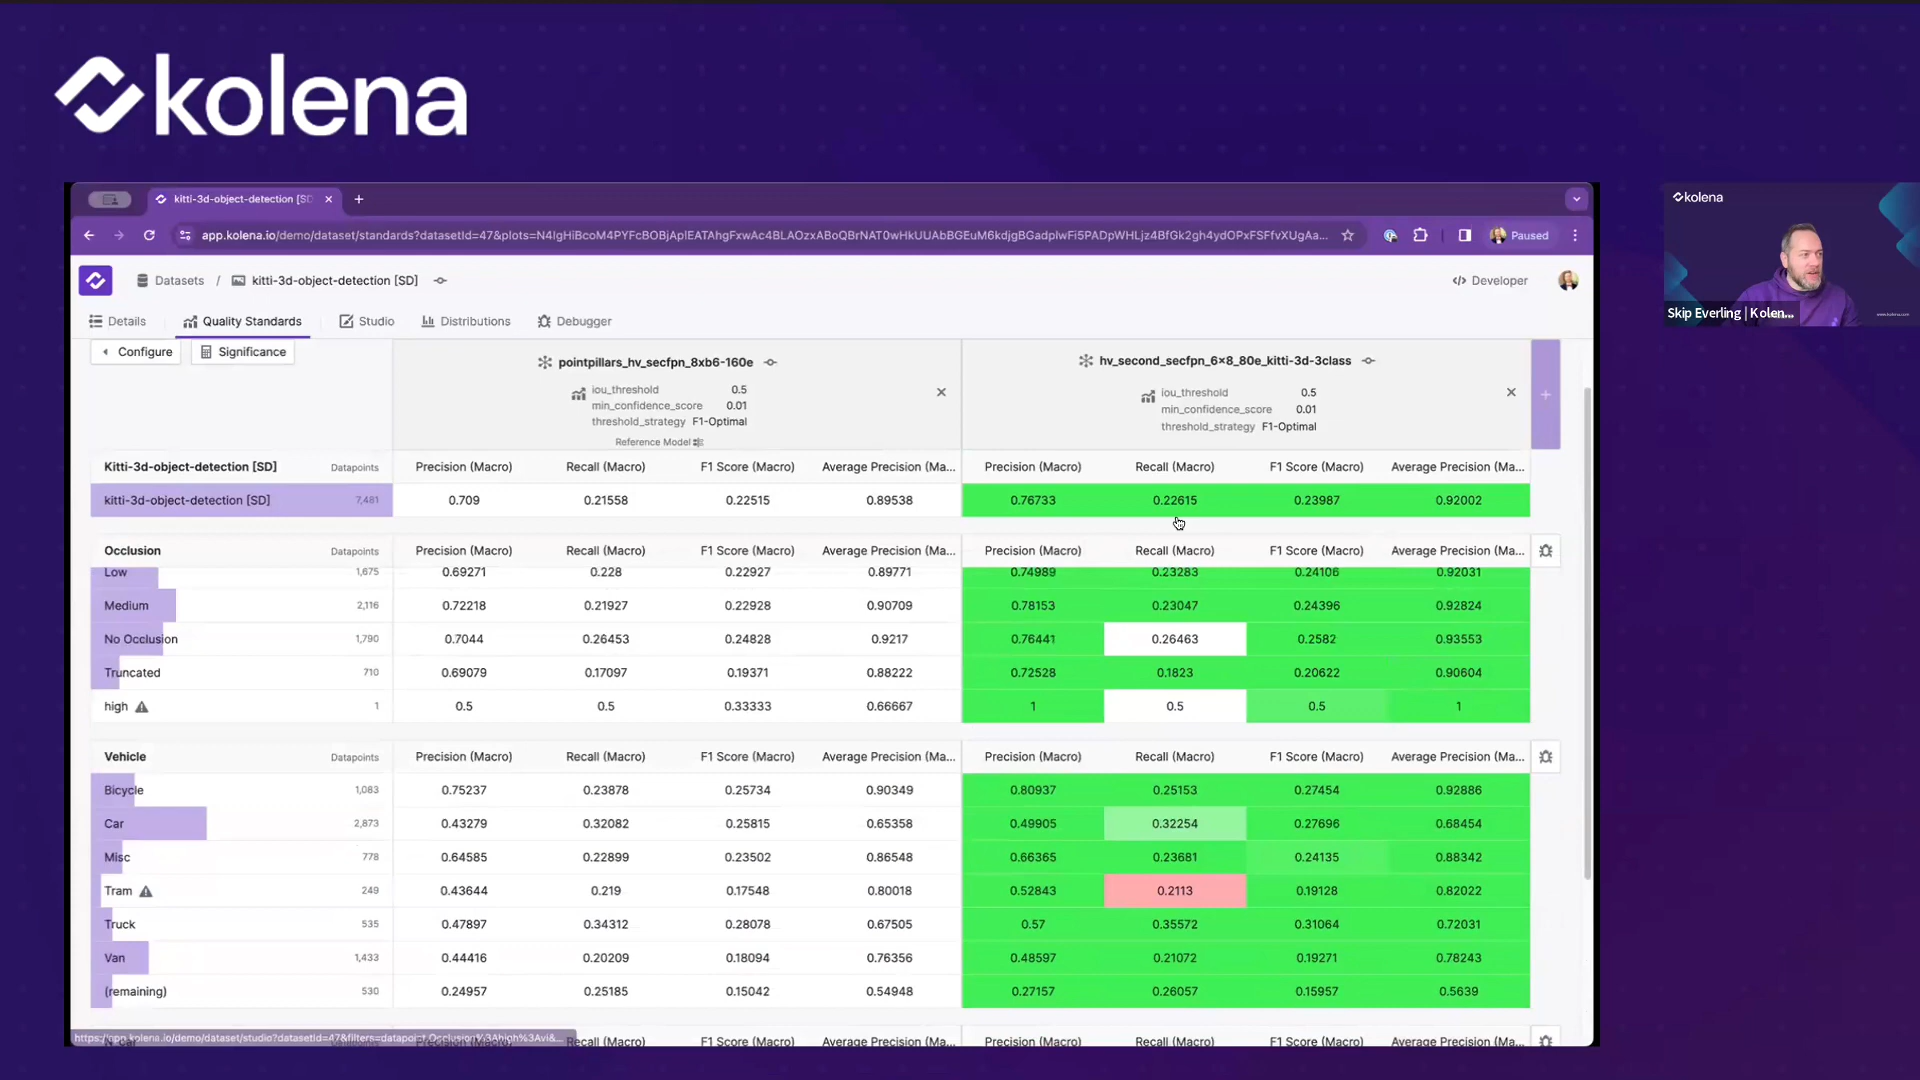 kolena
kitti-3d-object-detection [SD
app.kolena.io/demo/dataset/standards?datasetId=47&plots=N4IgHiBcoM4PYFcBOBjAplEATAhgFxwAc4BLAOzxABoQBrNAT0wHkUUAbBGEuM6kdjgBGadplwFi5PADpWHLjz4BfGk2gh4ydOPxFSFfvXUgAa...
Paused
Datasets / kitti-3d-object-detection [SD]
Developer
Details Quality Standards Studio Distributions Debugger
Configure Significance
pointpillars_hv_secfpn_8xb6-160e
iou_threshold 0.5
min_confidence_score 0.01
threshold_strategy F1-Optimal
Reference Model
hv_second_secfpn_6x8_80e_kitti-3d-3class
iou_threshold 0.5
min_confidence_score 0.01
threshold_strategy F1-Optimal
Kitti-3d-object-detection [SD] Datapoints Precision (Macro) Recall (Macro) F1 Score (Macro) Average Precision (Ma... Precision (Macro) Recall (Macro) F1 Score (Macro) Average Precision (Ma...
kitti-3d-object-detection [SD] 7,481 0.709 0.21558 0.22515 0.89538 0.76733 0.22615 0.23987 0.92002
Occlusion Datapoints Precision (Macro) Recall (Macro) F1 Score (Macro) Average Precision (Ma... Precision (Macro) Recall (Macro) F1 Score (Macro) Average Precision (Ma...
Low 1,675 0.69271 0.228 0.22927 0.89771 0.74989 0.23283 0.24106 0.92031
Medium 2,116 0.72218 0.21927 0.22928 0.90709 0.78153 0.23047 0.24396 0.92824
No Occlusion 1,790 0.7044 0.26453 0.24828 0.9217 0.76441 0.26463 0.2582 0.93553
Truncated 710 0.69079 0.17097 0.19371 0.88222 0.72528 0.1823 0.20622 0.90604
high 1 0.5 0.5 0.33333 0.66667 1 0.5 0.5 1
Vehicle Datapoints Precision (Macro) Recall (Macro) F1 Score (Macro) Average Precision (Ma... Precision (Macro) Recall (Macro) F1 Score (Macro) Average Precision (Ma...
Bicycle 1,083 0.75237 0.23878 0.25734 0.90349 0.80937 0.25153 0.27454 0.92886
Car 2,873 0.43279 0.32082 0.25815 0.65358 0.49905 0.32254 0.27696 0.68454
Misc 778 0.64585 0.22899 0.23502 0.86548 0.66365 0.23681 0.24135 0.88342
Tram 249 0.43644 0.219 0.17548 0.80018 0.52843 0.2113 0.19128 0.82022
Truck 535 0.47897 0.34312 0.28078 0.67505 0.57 0.35572 0.31064 0.72031
Van 1,433 0.44416 0.20209 0.18094 0.76356 0.48597 0.21072 0.19271 0.78243
(remaining) 530 0.24957 0.25185 0.15042 0.54948 0.27157 0.26057 0.15957 0.5639
https://app.kolena.io/demo/dataset/studio?datasetId=47&filters=datapoint.Occlusion%3Ahigh%3Avi&...
Recall (Macro) F1 Score (Macro) Average Precision (Ma... Precision (Macro) Recall (Macro) F1 Score (Macro) Average Precision (Ma...
kolena
Skip Everling | Kolen...